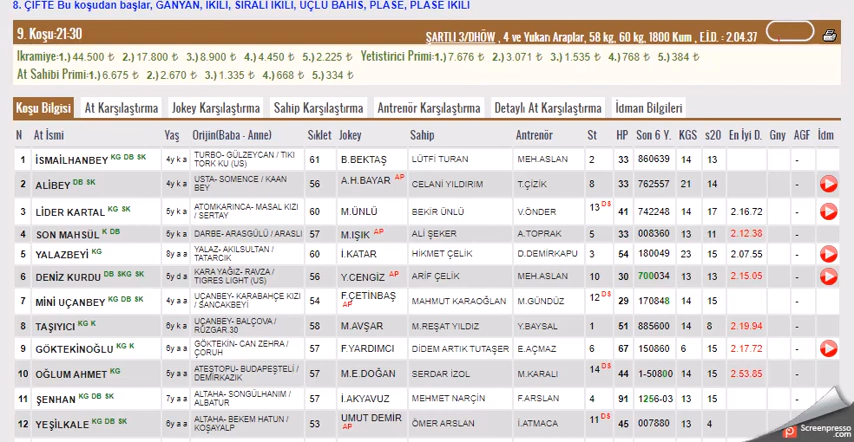 8. ÇİFTE Bu koşudan başlar, GANYAN, İKİLİ, SIRALI İKİLİ, ÜÇLÜ BAHİS, PLASE, PLASE İKİLİ
9. Koşu:21:30 ŞARTLI 3/DHÖW , 4 ve Yukarı Araplar, 58 kg, 60 kg, 1800 Kum , E.İ.D. : 2.04.37
Ikramiye:1.) 44.500 ₺ 2.) 17.800 ₺ 3.) 8.900 ₺ 4.) 4.450 ₺ 5.) 2.225 ₺ Yetistirici Primi:1.) 7.676 ₺ 2.) 3.071 ₺ 3.) 1.535 ₺ 4.) 768 ₺ 5.) 384 ₺
At Sahibi Primi:1.) 6.675 ₺ 2.) 2.670 ₺ 3.) 1.335 ₺ 4.) 668 ₺ 5.) 334 ₺
Koşu Bilgisi At Karşılaştırma Jokey Karşılaştırma Sahip Karşılaştırma Antrenör Karşılaştırma Detaylı At Karşılaştırma İdman Bilgileri
N At İsmi Yaş Orijin(Baba - Anne) Sıklet Jokey Sahip Antrenör St HP Son 6 Y. KGS s20 En İyi D. Gny AGF İdm
1 İSMAİLHANBEY KG DB SK 4y k a TURBO- GÜLZEYCAN / TIKI TORK KU (US) 61 B.BEKTAŞ LÜTFİ TURAN MEH.ASLAN 2 33 860639 14 13 -
2 ALİBEY DB SK 4y a a USTA- SOMENCE / KAAN BEY 56 A.H.BAYAR AP CELANİ YILDIRIM T.ÇİZİK 8 33 762557 21 14 -
3 LİDER KARTAL KG SK 5y k a ATOMKARINCA- MASAL KIZI / SERTAY 60 M.ÜNLÜ BEKİR ÜNLÜ V.ÖNDER 13 DS 41 742248 14 17 2.16.72 -
4 SON MAHSÜL K DB 6y k a DARBE- ARASGÜLÜ / ARASLI 57 M.IŞIK AP ALİ ŞEKER A.TOPRAK 5 33 008360 13 11 2.12.38 -
5 YALAZBEYİ KG 8y a a YALAZ- AKILSULTAN / TATARCIK 60 İ.KATAR HİKMET ÇELİK D.DEMİRKAPU 3 54 180049 23 15 2.07.55 -
6 DENİZ KURDU DB SKG SK 5y d a KARA YAĞIZ- RAVZA / TIGRES LIGHT (US) 56 Y.CENGİZ AP ARİF ÇELİK MEH.ASLAN 10 30 700034 13 13 2.15.05 -
7 MİNİ UÇANBEY KG DB SK 4y a a UÇANBEY- KARABAHÇE KIZI / SANCAKBEYİ 54 F.ÇETİNBAŞ AP MAHMUT KARAOĞLAN M.GÜNDÜZ 12 DS 29 170848 14 15 -
8 TAŞIYICI KG K 6y k a UÇANBEY- BALÇOVA / RÜZGAR.30 58 M.AVŞAR M.REŞAT YILDIZ Y.BAYSAL 1 51 885600 14 8 2.19.94 -
9 GÖKTEKİNOĞLU KG K 6y a a GÖKTEKİN- CAN ZEHRA / ÇORUH 57 F.YARDIMCI DİDEM ARTIK TUTAŞER E.AÇMAZ 6 67 150860 6 15 2.17.72 -
10 OĞLUM AHMET KG 5y a a ATEŞTOPU- BUDAPEŞTELİ / DEMİRKAZIK 57 M.E.DOĞAN SERDAR İZOL M.KARALI 14 DS 44 1-50800 14 15 2.53.85 -
11 ŞENHAN KG DB SK 7y a a ALTAHA- SONGÜLHANIM / ALBATUR 57 İ.AKYAVUZ MEHMET NARÇİN F.ARSLAN 4 91 1256-03 13 15 -
12 YEŞİLKALE KG DB SK 6y a a ALTAHA- BEKEM HATUN / KOŞAYALP 53 UMUT DEMİR AP ÖMER ARSLAN İ.ATMACA 11 DS 45 007880 13 4
Screenpresso.com